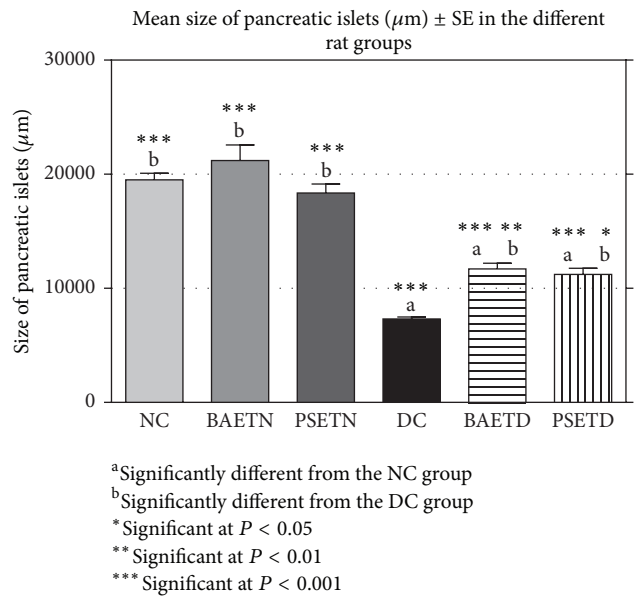 Mean size of pancreatic islets (μm) ± SE in the different
rat groups
Size of pancreatic islets (μm)
30000
20000
10000
0
***
b
***
b
***
b
***
a
*** **
a b
*** *
a b
NC BAETN PSETN DC BAETD PSETD
ᵃSignificantly different from the NC group
ᵇSignificantly different from the DC group
*Significant at P < 0.05
**Significant at P < 0.01
***Significant at P < 0.001